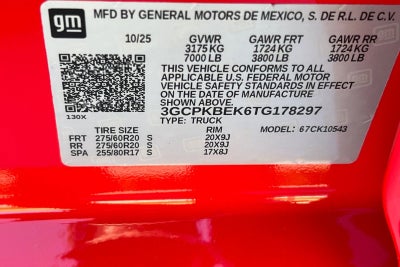 gm
MFD BY GENERAL MOTORS DE MEXICO, S. DE R.L. DE C.V.
10/25 GVWR GAWR FRT GAWR RR
3175 KG 1724 KG 1724 KG
7000 LB 3800 LB 3800 LB
THIS VEHICLE CONFORMS TO ALL
APPLICABLE U.S. FEDERAL MOTOR
VEHICLE SAFETY STANDARDS IN EFFECT
ON THE DATE OF MANUFACTURE SHOWN ABOVE.
3GCPKBEK6TG178297
130X
TYPE: TRUCK MODEL: 67CK10543
TIRE SIZE SPEED RTG RIM
FRT 275/60R20 S 20X9J
RR 275/60R20 S 20X9J
SPA 255/80R17 S 17X8J